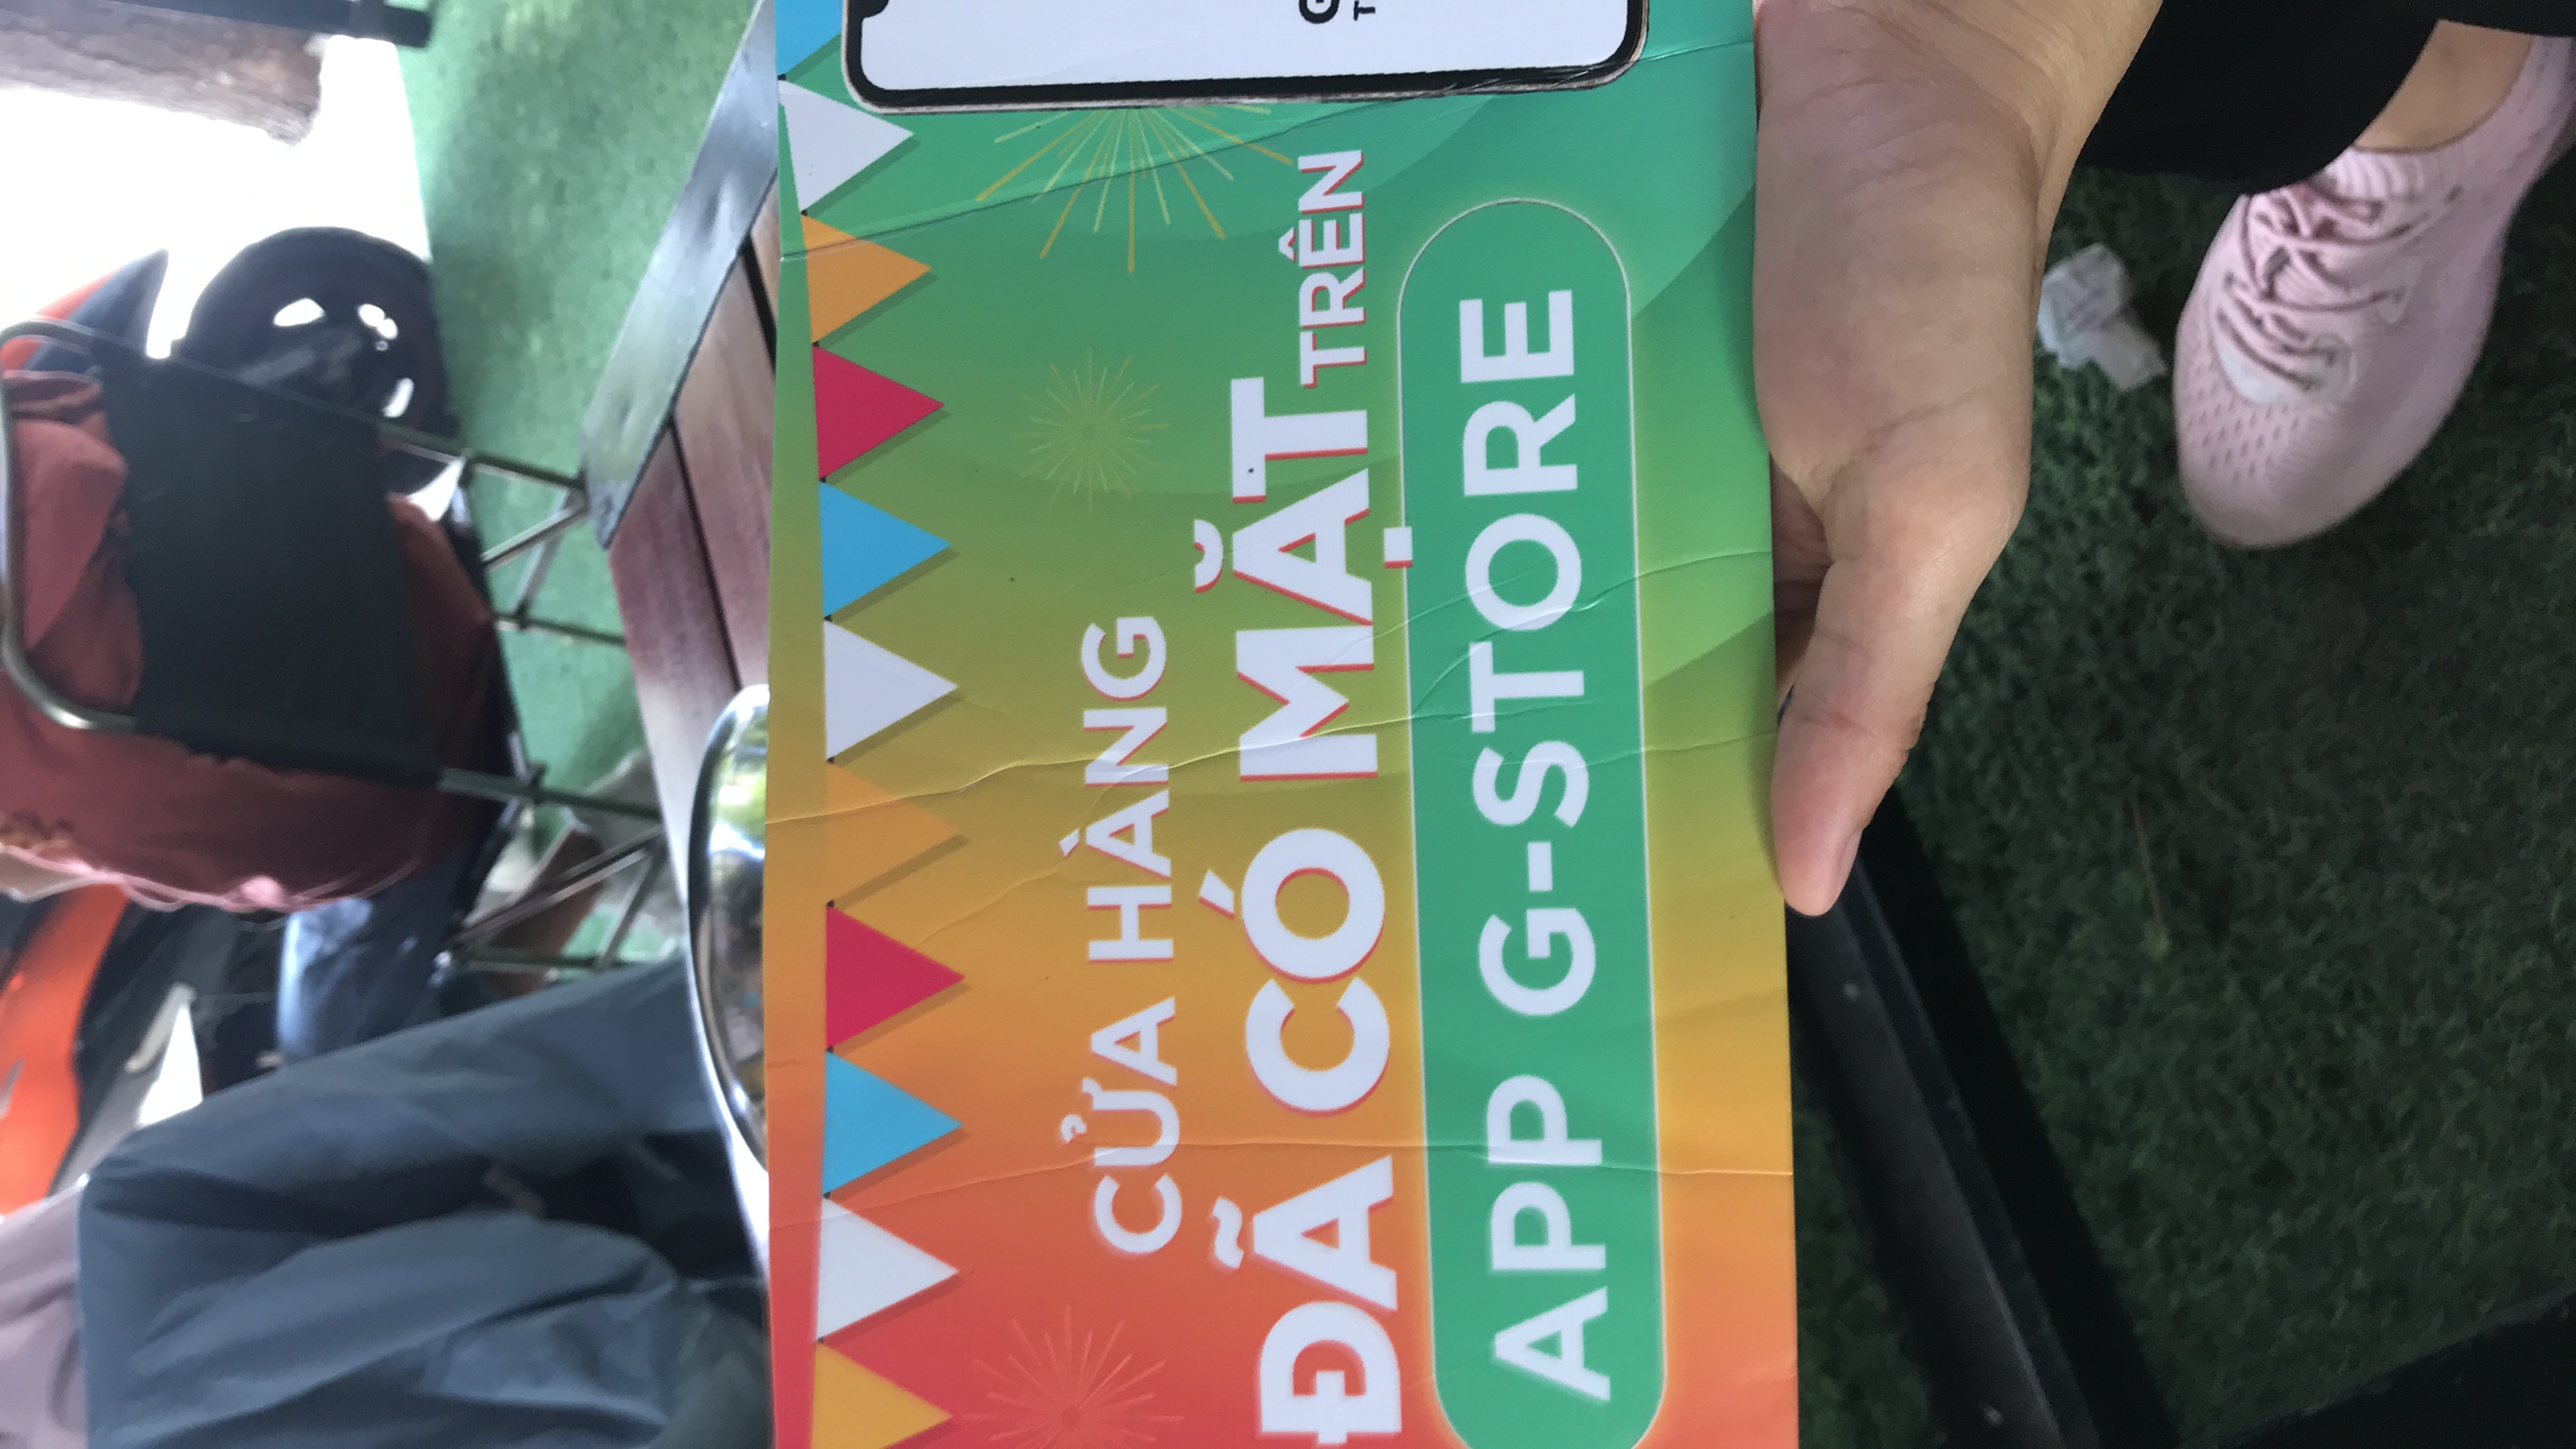 CỬA HÀNG
ĐÃ CÓ MẶT TRÊN
APP G-STORE